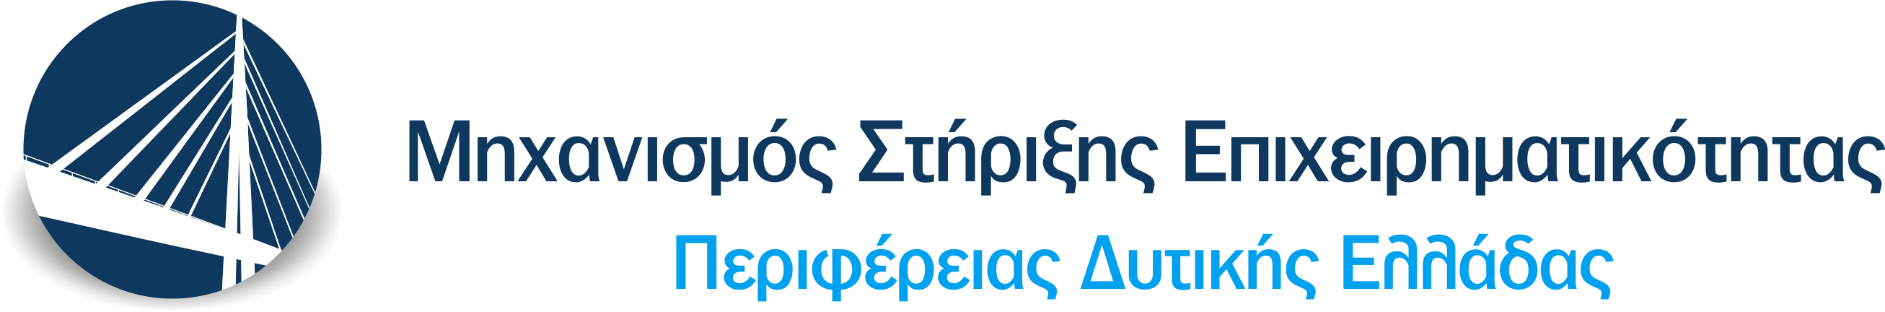 Μηχανισμός Στήριξης Επιχειρηματικότητας
Περιφέρειας Δυτικής Ελλάδας